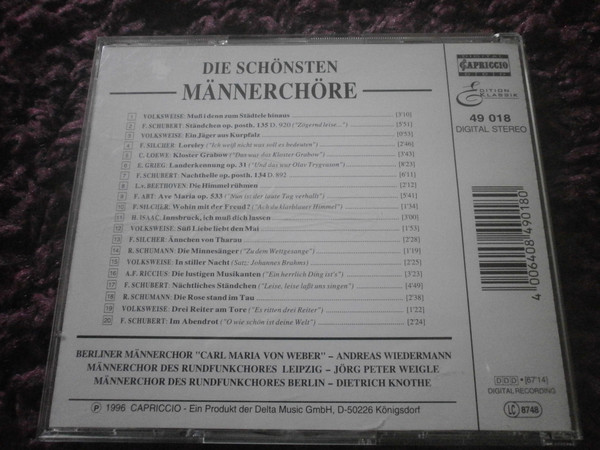 DIE SCHÖNSTEN
MÄNNERCHÖRE
DIGITAL
CAPRICCIO
STEREO
EDITION
KLASSIK
49 018
DIGITAL STEREO
1 VOLKSWEISE: Muß i denn zum Städtele hinaus [3'10]
2 F. SCHUBERT: Ständchen op. posth. 135 D. 920 ("Zögernd leise...") [5'51]
3 VOLKSWEISE: Ein Jäger aus Kurpfalz [0'53]
4 F. SILCHER: Loreley ("Ich weiß nicht was soll es bedeuten") [2'46]
5 C. LOEWE: Kloster Grabow ("Das war das Kloster Grabow") [3'43]
6 E. GRIEG: Landerkennung op. 31 ("Und das war Olav Trygvason") [8'23]
7 F. SCHUBERT: Nachthelle op. posth. 134 D. 892 [6'11]
8 L.v. BEETHOVEN: Die Himmel rühmen [2'12]
9 F. ABT: Ave Maria op. 533 ("Nun ist der laute Tag verhallt") [5'41]
10 F. SILCHER: Wohin mit der Freud? ("Ach du klarblauer Himmel") [1'34]
11 H. ISAAC: Innsbruck, ich muß dich lassen [3'00]
12 VOLKSWEISE: Süß Liebe liebt den Mai [1'53]
13 F. SILCHER: Ännchen von Tharau [2'28]
14 R. SCHUMANN: Die Minnesänger ("Zu dem Wettgesange") [1'19]
15 VOLKSWEISE: In stiller Nacht (Satz: Johannes Brahms) [2'25]
16 A.F. RICCIUS: Die lustigen Musikanten ("Ein herrlich Ding ist's") [3'23]
17 F. SCHUBERT: Nächtliches Ständchen ("Leise, leise laßt uns singen") [4'49]
18 R. SCHUMANN: Die Rose stand im Tau [2'38]
19 VOLKSWEISE: Drei Reiter am Tore ("Es ritten drei Reiter") [1'22]
20 F. SCHUBERT: Im Abendrot ("O wie schön ist deine Welt") [2'24]
4 006408 490180
BERLINER MÄNNERCHOR "CARL MARIA VON WEBER" – ANDREAS WIEDERMANN
MÄNNERCHOR DES RUNDFUNKCHORES LEIPZIG – JÖRG PETER WEIGLE
MÄNNERCHOR DES RUNDFUNKCHORES BERLIN – DIETRICH KNOTHE
DDD • [67'14]
DIGITAL RECORDING
℗ 1996 CAPRICCIO - Ein Produkt der Delta Music GmbH, D-50226 Königsdorf
LC 8748